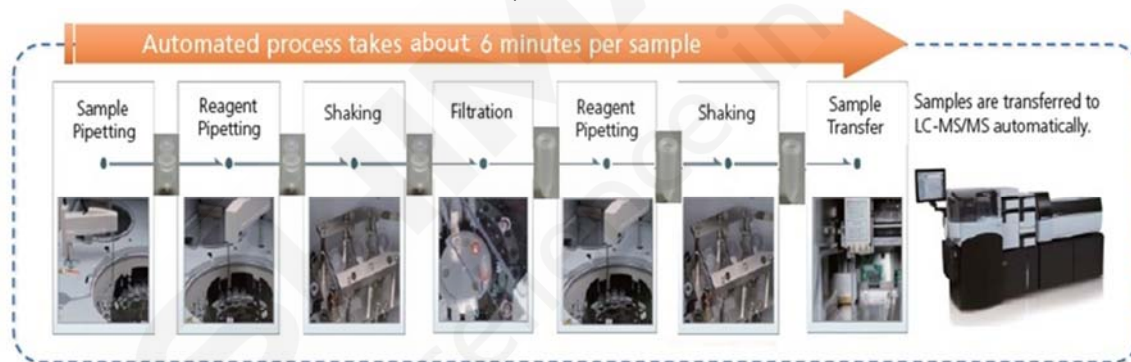 Automated process takes about 6 minutes per sample
Sample
Pipetting
Reagent
Pipetting
Shaking
Filtration
Reagent
Pipetting
Shaking
Sample
Transfer
Samples are transferred to
LC-MS/MS automatically.